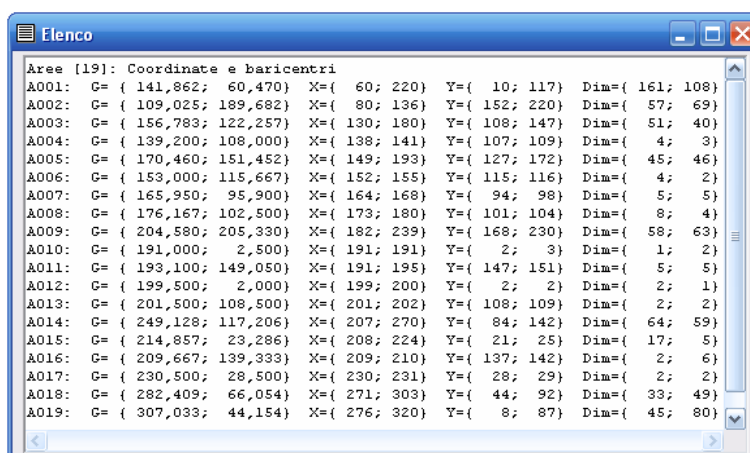 Elenco
Aree [19]: Coordinate e baricentri
A001:  G= { 141,862;  60,470}  X={  60; 220}  Y={  10; 117}  Dim={ 161; 108}
A002:  G= { 109,025; 189,682}  X={  80; 136}  Y={ 152; 220}  Dim={  57;  69}
A003:  G= { 156,783; 122,257}  X={ 130; 180}  Y={ 108; 147}  Dim={  51;  40}
A004:  G= { 139,200; 108,000}  X={ 138; 141}  Y={ 107; 109}  Dim={   4;   3}
A005:  G= { 170,460; 151,452}  X={ 149; 193}  Y={ 127; 172}  Dim={  45;  46}
A006:  G= { 153,000; 115,667}  X={ 152; 155}  Y={ 115; 116}  Dim={   4;   2}
A007:  G= { 165,950;  95,900}  X={ 164; 168}  Y={  94;  98}  Dim={   5;   5}
A008:  G= { 176,167; 102,500}  X={ 173; 180}  Y={ 101; 104}  Dim={   8;   4}
A009:  G= { 204,580; 205,330}  X={ 182; 239}  Y={ 168; 230}  Dim={  58;  63}
A010:  G= { 191,000;   2,500}  X={ 191; 191}  Y={   2;   3}  Dim={   1;   2}
A011:  G= { 193,100; 149,050}  X={ 191; 195}  Y={ 147; 151}  Dim={   5;   5}
A012:  G= { 199,500;   2,000}  X={ 199; 200}  Y={   2;   2}  Dim={   2;   1}
A013:  G= { 201,500; 108,500}  X={ 201; 202}  Y={ 108; 109}  Dim={   2;   2}
A014:  G= { 249,128; 117,206}  X={ 207; 270}  Y={  84; 142}  Dim={  64;  59}
A015:  G= { 214,857;  23,286}  X={ 208; 224}  Y={  21;  25}  Dim={  17;   5}
A016:  G= { 209,667; 139,333}  X={ 209; 210}  Y={ 137; 142}  Dim={   2;   6}
A017:  G= { 230,500;  28,500}  X={ 230; 231}  Y={  28;  29}  Dim={   2;   2}
A018:  G= { 282,409;  66,054}  X={ 271; 303}  Y={  44;  92}  Dim={  33;  49}
A019:  G= { 307,033;  44,154}  X={ 276; 320}  Y={   8;  87}  Dim={  45;  80}